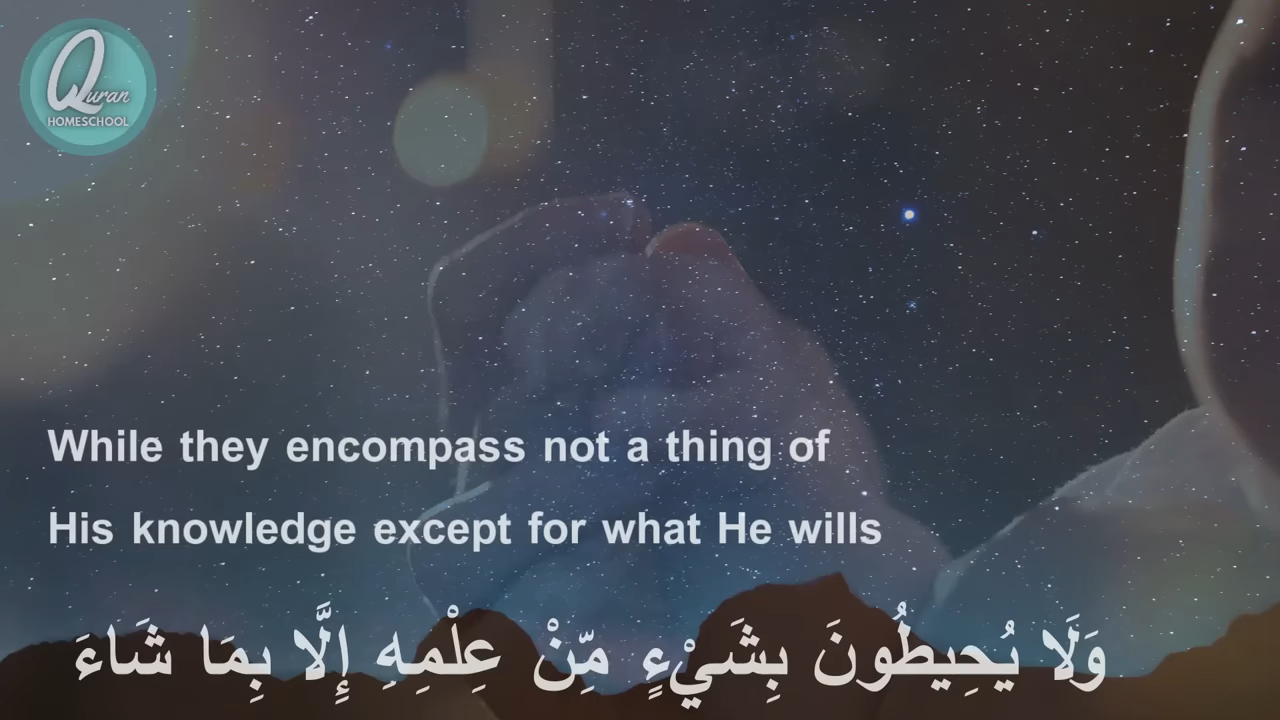 Quran
HOMESCHOOL
While they encompass not a thing of
His knowledge except for what He wills
وَلَا يُحِيطُونَ بِشَيْءٍ مِّنْ عِلْمِهِ إِلَّا بِمَا شَاءَ